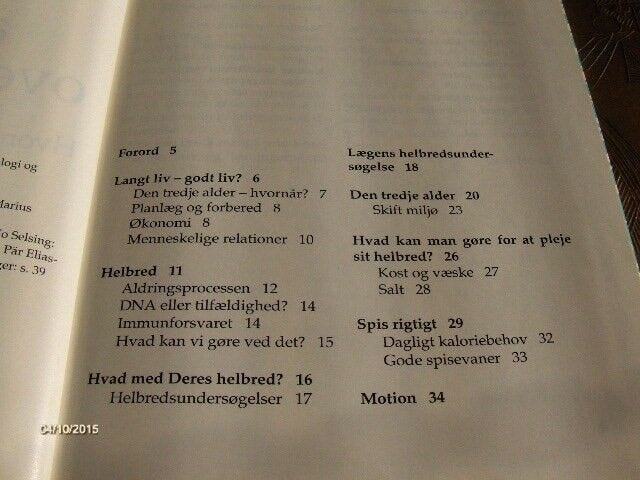 logi og
Marius
o Selsing:
Pär Elias-
ger: s. 39
Forord 5
Langt liv – godt liv? 6
Den tredje alder – hvornår? 7
Planlæg og forbered 8
Økonomi 8
Menneskelige relationer 10
Helbred 11
Aldringsprocessen 12
DNA eller tilfældighed? 14
Immunforsvaret 14
Hvad kan vi gøre ved det? 15
Hvad med Deres helbred? 16
Helbredsundersøgelser 17
Lægens helbredsunder-
søgelse 18
Den tredje alder 20
Skift miljø 23
Hvad kan man gøre for at pleje
sit helbred? 26
Kost og væske 27
Salt 28
Spis rigtigt 29
Dagligt kaloriebehov 32
Gode spisevaner 33
Motion 34
04/10/2015